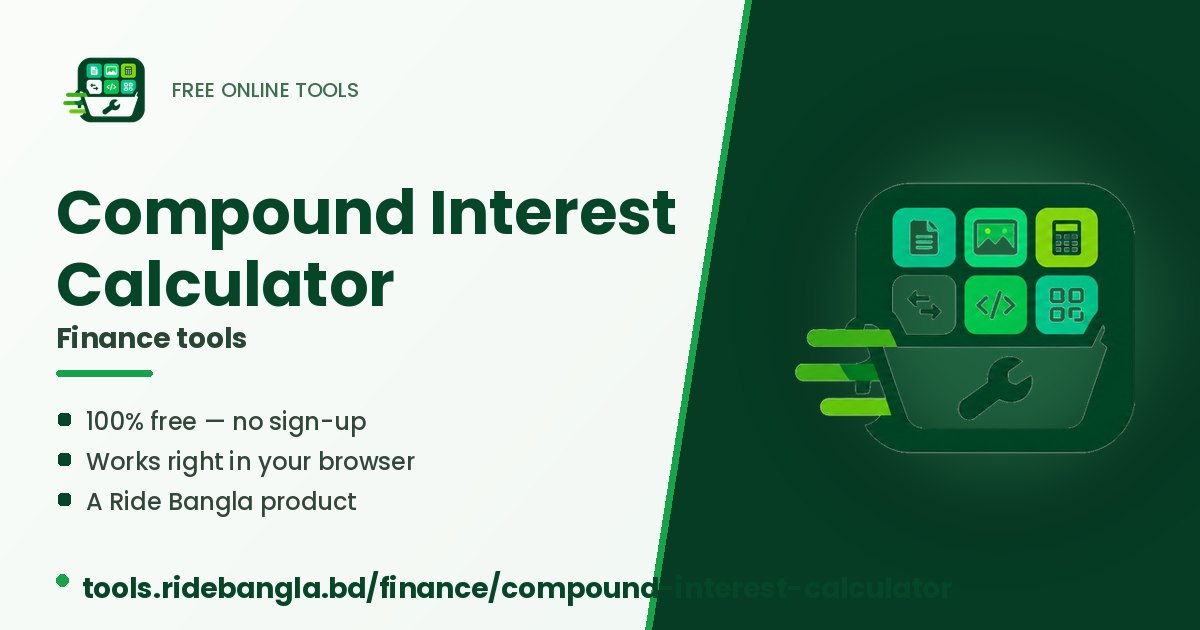 FREE ONLINE TOOLS
Compound Interest
Calculator
Finance tools
100% free — no sign-up
Works right in your browser
A Ride Bangla product
tools.ridebangla.bd/finance/compound-interest-calculator